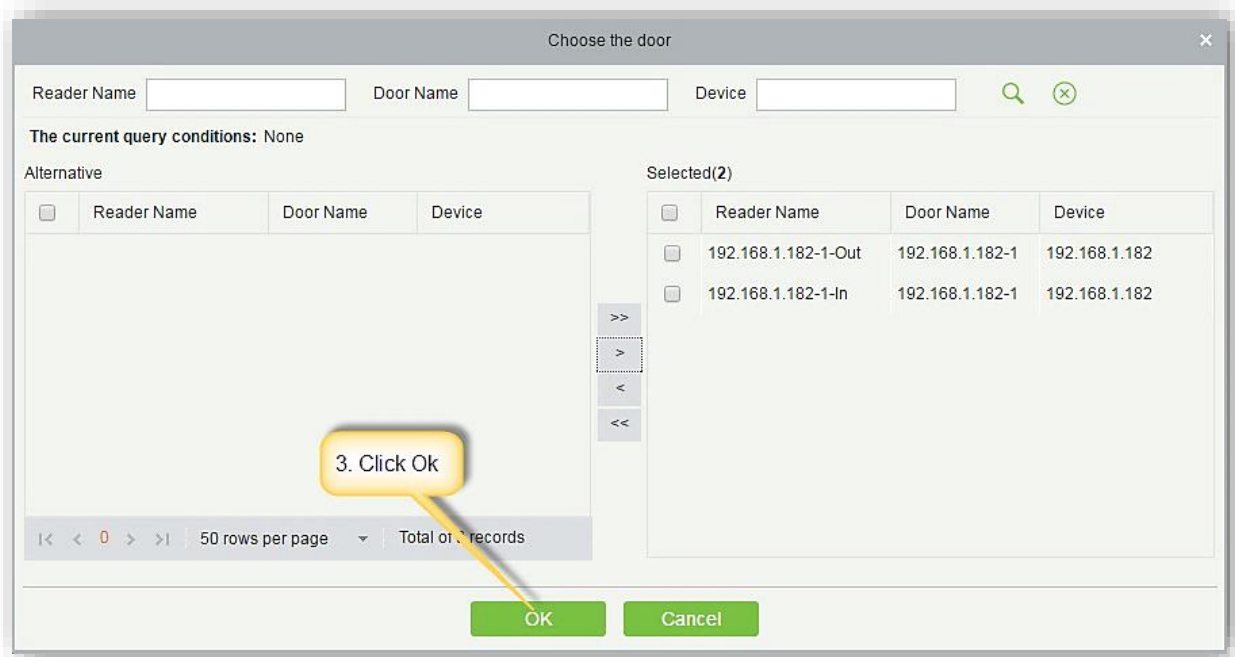 Choose the door ×
Reader Name Door Name Device
The current query conditions: None
Alternative
Selected(2)
Reader Name Door Name Device
Reader Name Door Name Device
192.168.1.182-1-Out 192.168.1.182-1 192.168.1.182
192.168.1.182-1-In 192.168.1.182-1 192.168.1.182
>>
>
<
<<
3. Click Ok
|< < 0 > >| 50 rows per page Total of records
OK Cancel